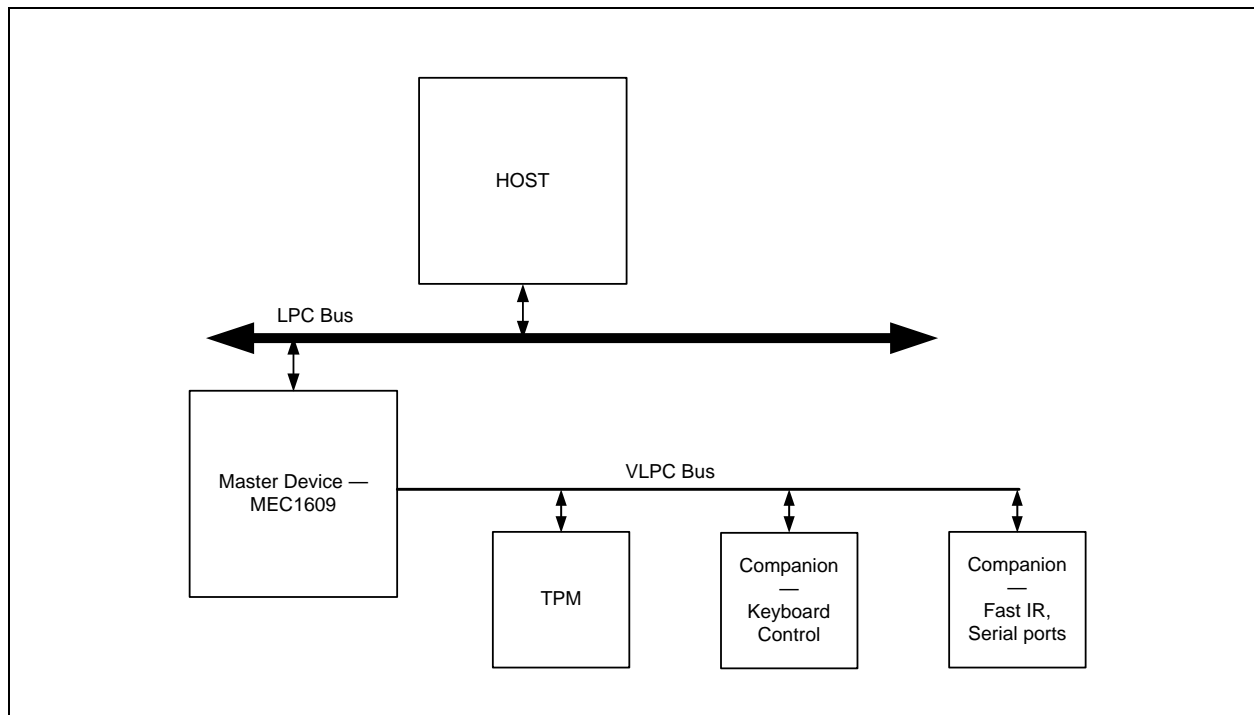 HOST
LPC Bus
Master Device —
MEC1609
VLPC Bus
TPM
Companion
—
Keyboard
Control
Companion
—
Fast IR,
Serial ports